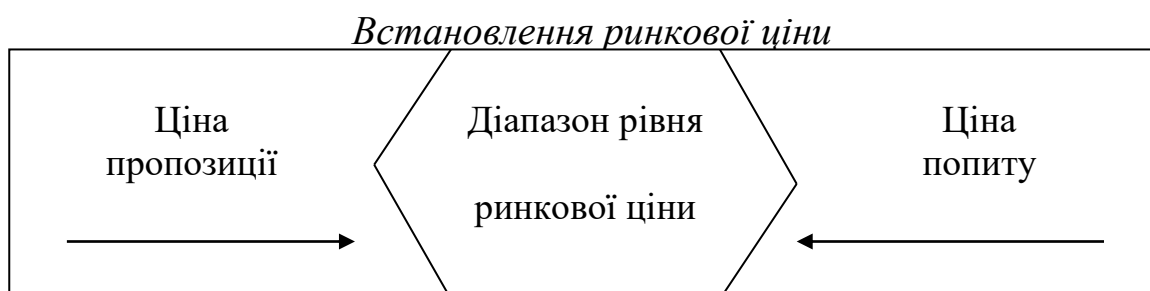 Встановлення ринкової ціни
Ціна
пропозиції
Діапазон рівня
ринкової ціни
Ціна
попиту